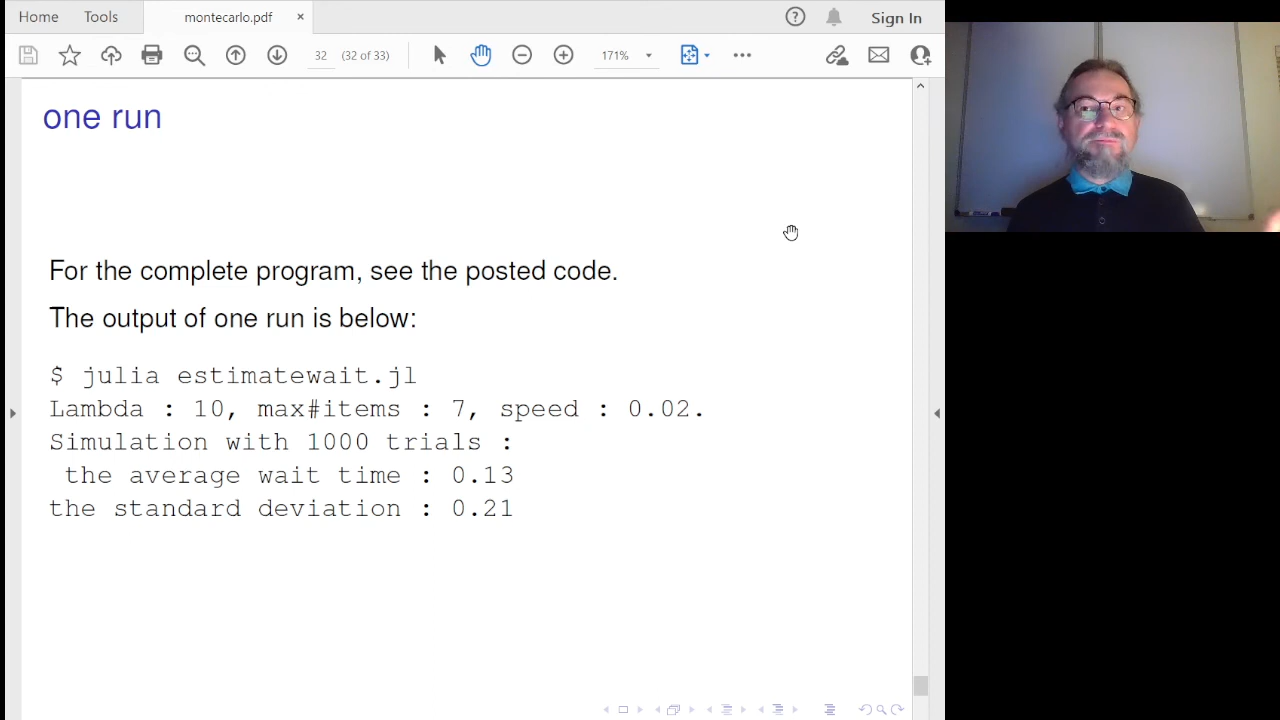 Home Tools montecarlo.pdf × Sign In
32 (32 of 33) 171%
one run
For the complete program, see the posted code.
The output of one run is below:
$ julia estimatewait.jl
Lambda : 10, max#items : 7, speed : 0.02.
Simulation with 1000 trials :
the average wait time : 0.13
the standard deviation : 0.21